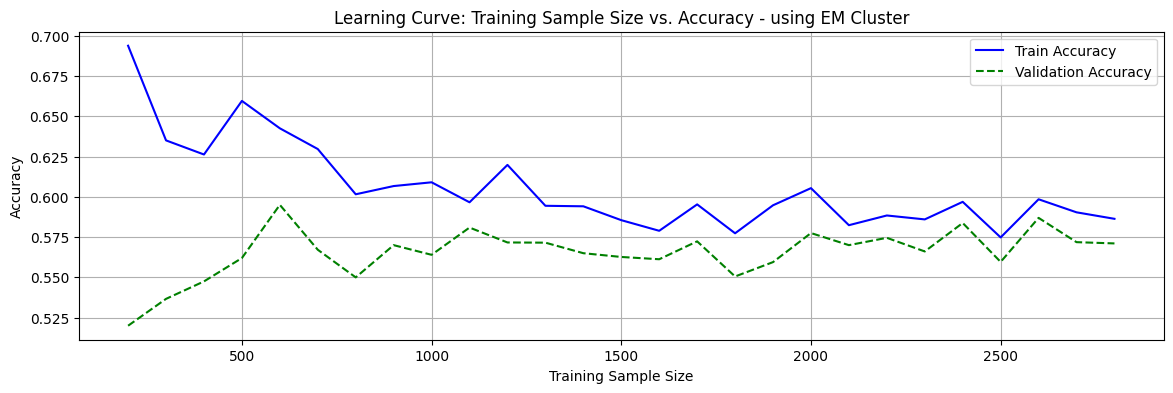 Learning Curve: Training Sample Size vs. Accuracy - using EM Cluster
Train Accuracy
Validation Accuracy
Accuracy
0.700
0.675
0.650
0.625
0.600
0.575
0.550
0.525
500
1000
1500
2000
2500
Training Sample Size